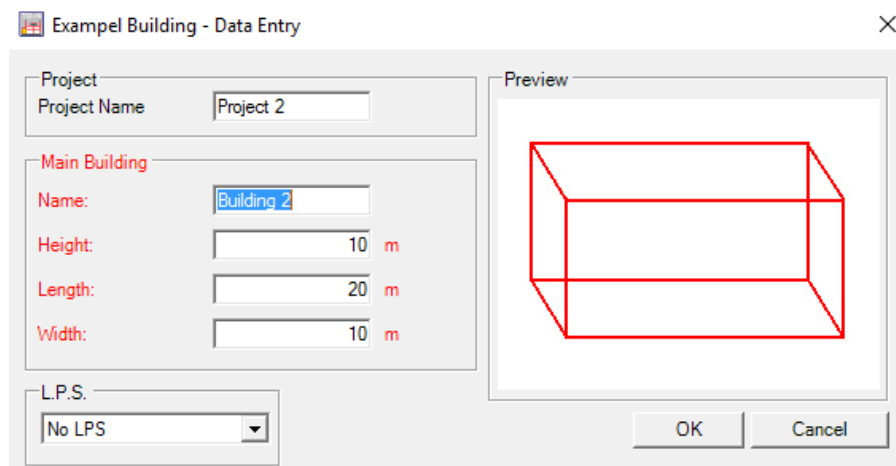 Exampel Building - Data Entry
Project
Project Name Project 2
Main Building
Name: Building 2
Height: 10 m
Length: 20 m
Width: 10 m
L.P.S.
No LPS
Preview
OK Cancel